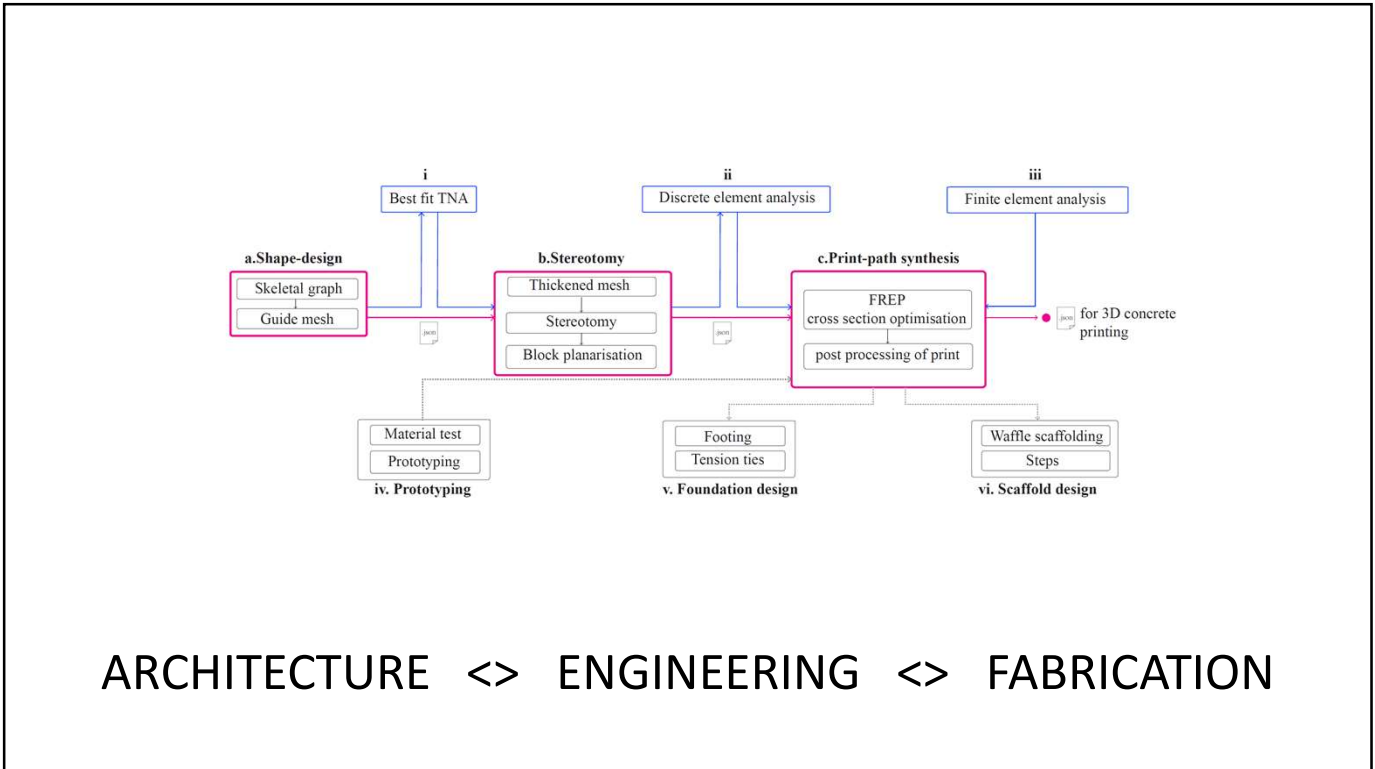 i
Best fit TNA
ii
Discrete element analysis
iii
Finite element analysis
a.Shape-design
Skeletal graph
Guide mesh
.json
b.Stereotomy
Thickened mesh
Stereotomy
Block planarisation
.json
c.Print-path synthesis
FREP
cross section optimisation
post processing of print
.json
for 3D concrete
printing
Material test
Prototyping
iv. Prototyping
Footing
Tension ties
v. Foundation design
Waffle scaffolding
Steps
vi. Scaffold design
ARCHITECTURE <> ENGINEERING <> FABRICATION